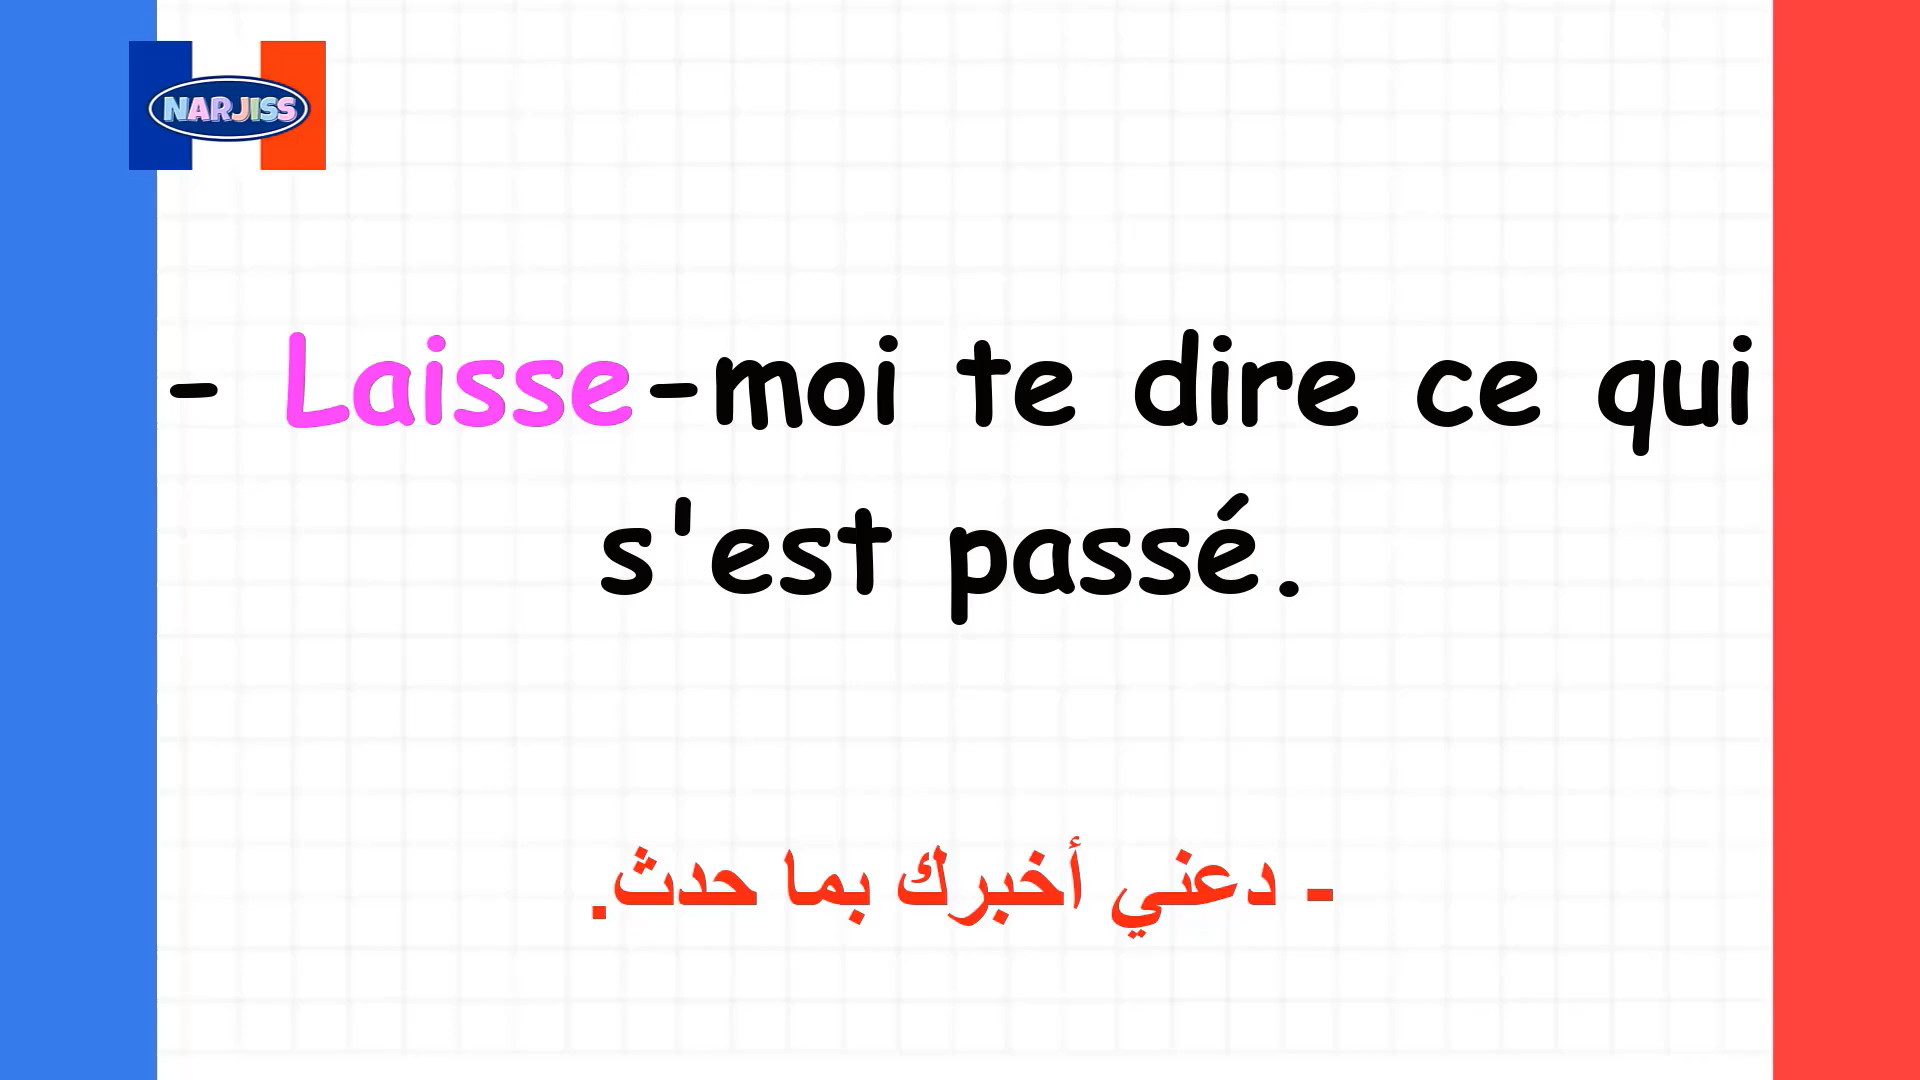 NARJISS
- Laisse-moi te dire ce qui
s'est passé.
- دعني أخبرك بما حدث.